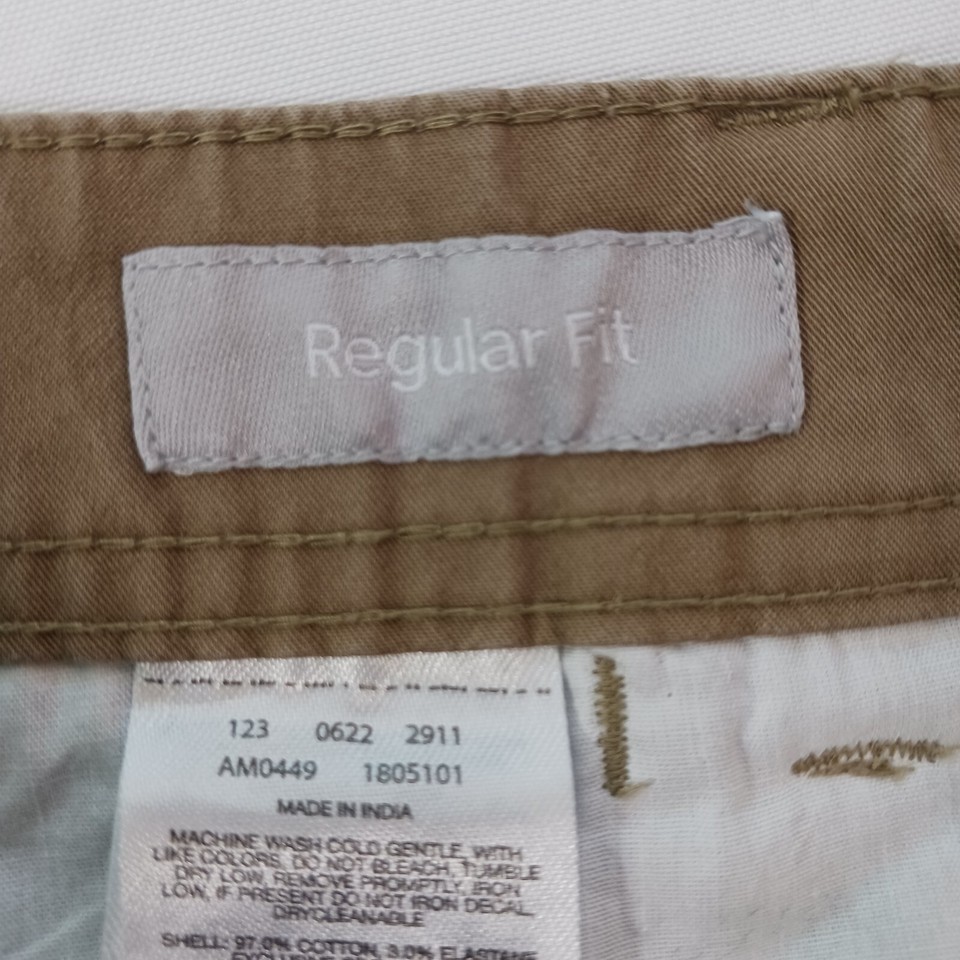 Regular Fit
123 0622 2911
AM0449 1805101
MADE IN INDIA
MACHINE WASH COLD GENTLE, WITH
LIKE COLORS, DO NOT BLEACH, TUMBLE
DRY LOW, REMOVE PROMPTLY, IRON
LOW, IF PRESENT DO NOT IRON DECAL,
DRYCLEANABLE
SHELL: 97.0% COTTON, 3.0% ELASTANE